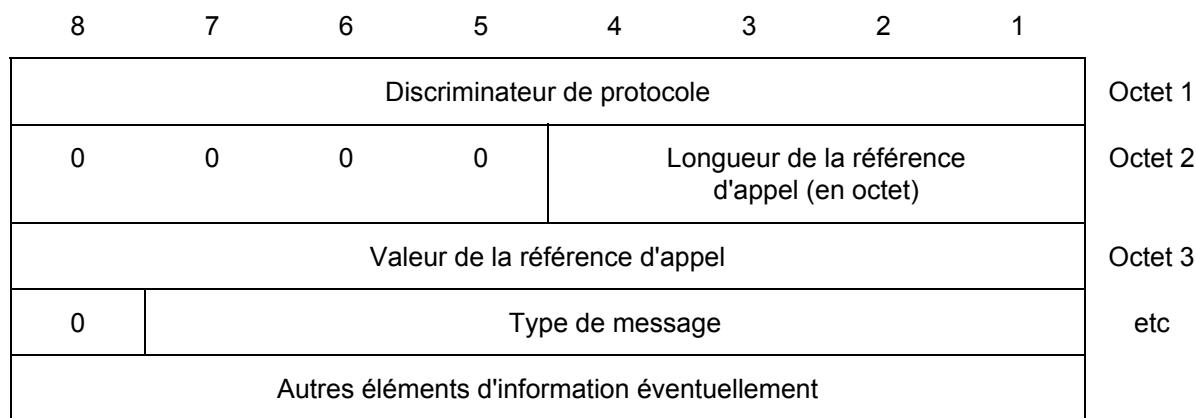 8 7 6 5 4 3 2 1
Discriminateur de protocole Octet 1
0 0 0 0 Longueur de la référence Octet 2
d'appel (en octet)
Valeur de la référence d'appel Octet 3
0 Type de message etc
Autres éléments d'information éventuellement